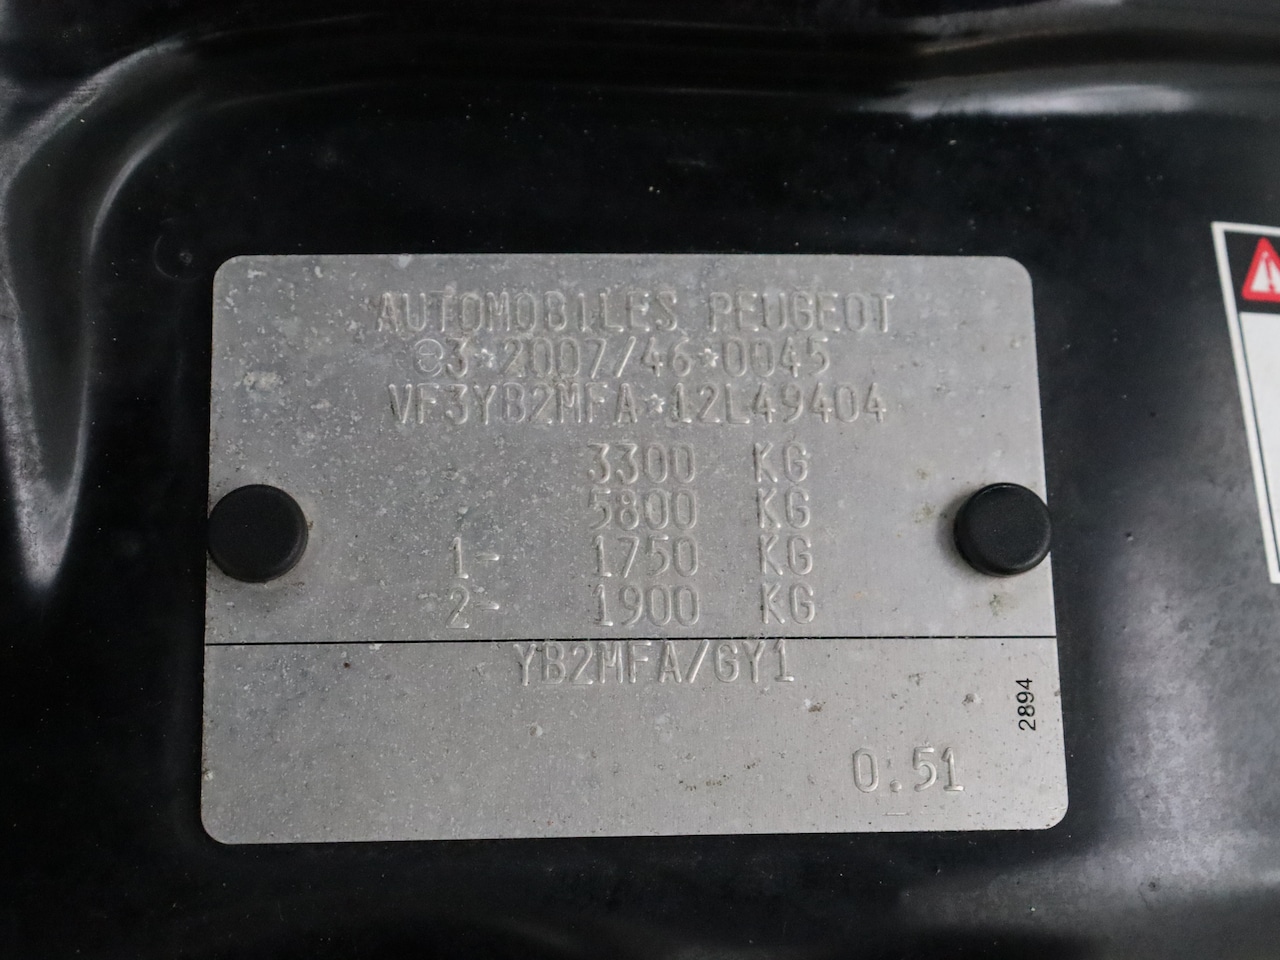 AUTOMOBILES PEUGEOT
e3*2007/46*0045
VF3YB2MFA*12L49404
3300 KG
5800 KG
1- 1750 KG
2- 1900 KG
YB2MFA/GY1
2894
0.51